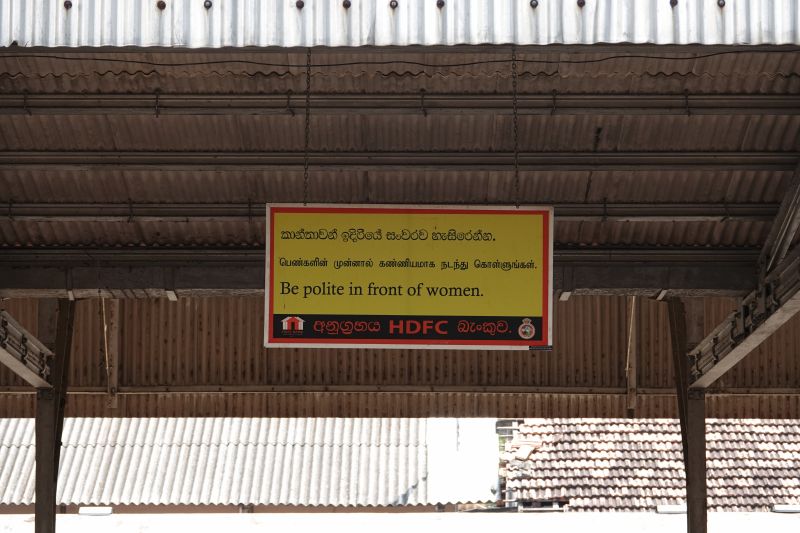 කාන්තාවන් ඉදිරියේ සංවරව හැසිරෙන්න.
பெண்களின் முன்னால் கண்ணியமாக நடந்து கொள்ளுங்கள்.
Be polite in front of women.
අනුග්‍රහය HDFC බැංකුව.